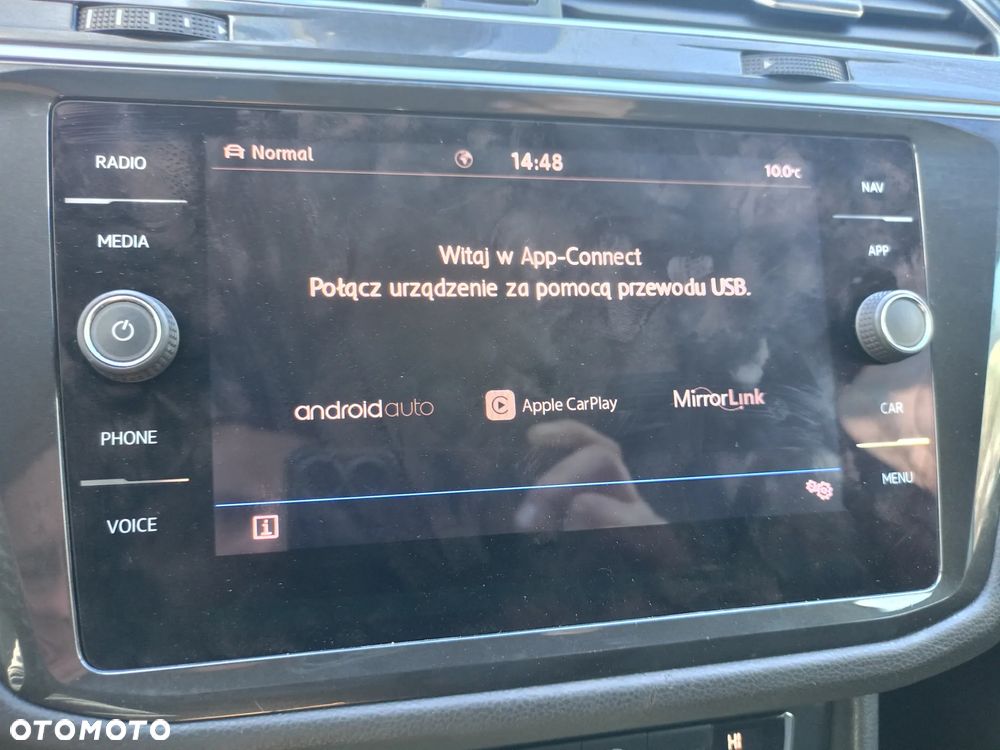 RADIO
MEDIA
PHONE
VOICE
Normal
14:48
10.0°C
Witaj w App-Connect
Połącz urządzenie za pomocą przewodu USB.
androidauto
Apple CarPlay
MirrorLink
i
NAV
APP
CAR
MENU
HI
OTOMOTO